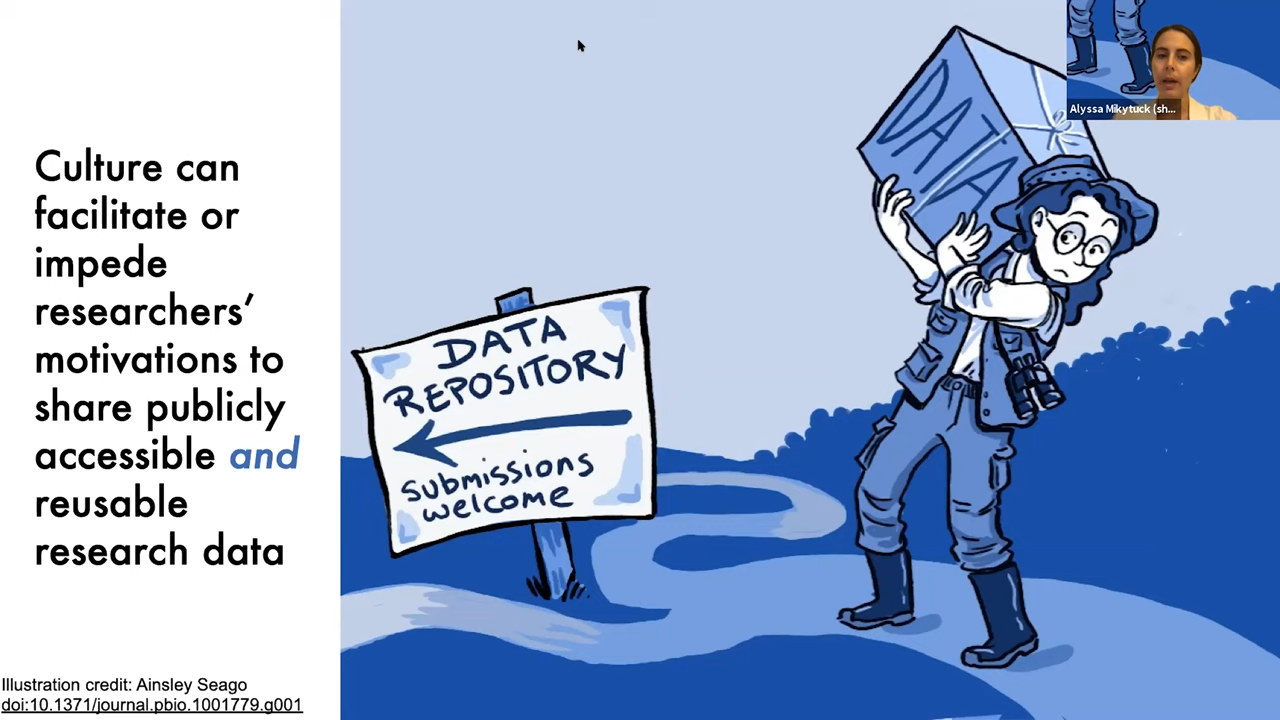 Culture can
facilitate or
impede
researchers’
motivations to
share publicly
accessible and
reusable
research data
Illustration credit: Ainsley Seago
doi:10.1371/journal.pbio.1001779.g001
DATA
REPOSITORY
submissions
welcome
DATA
Alyssa Mikytuck (sh...